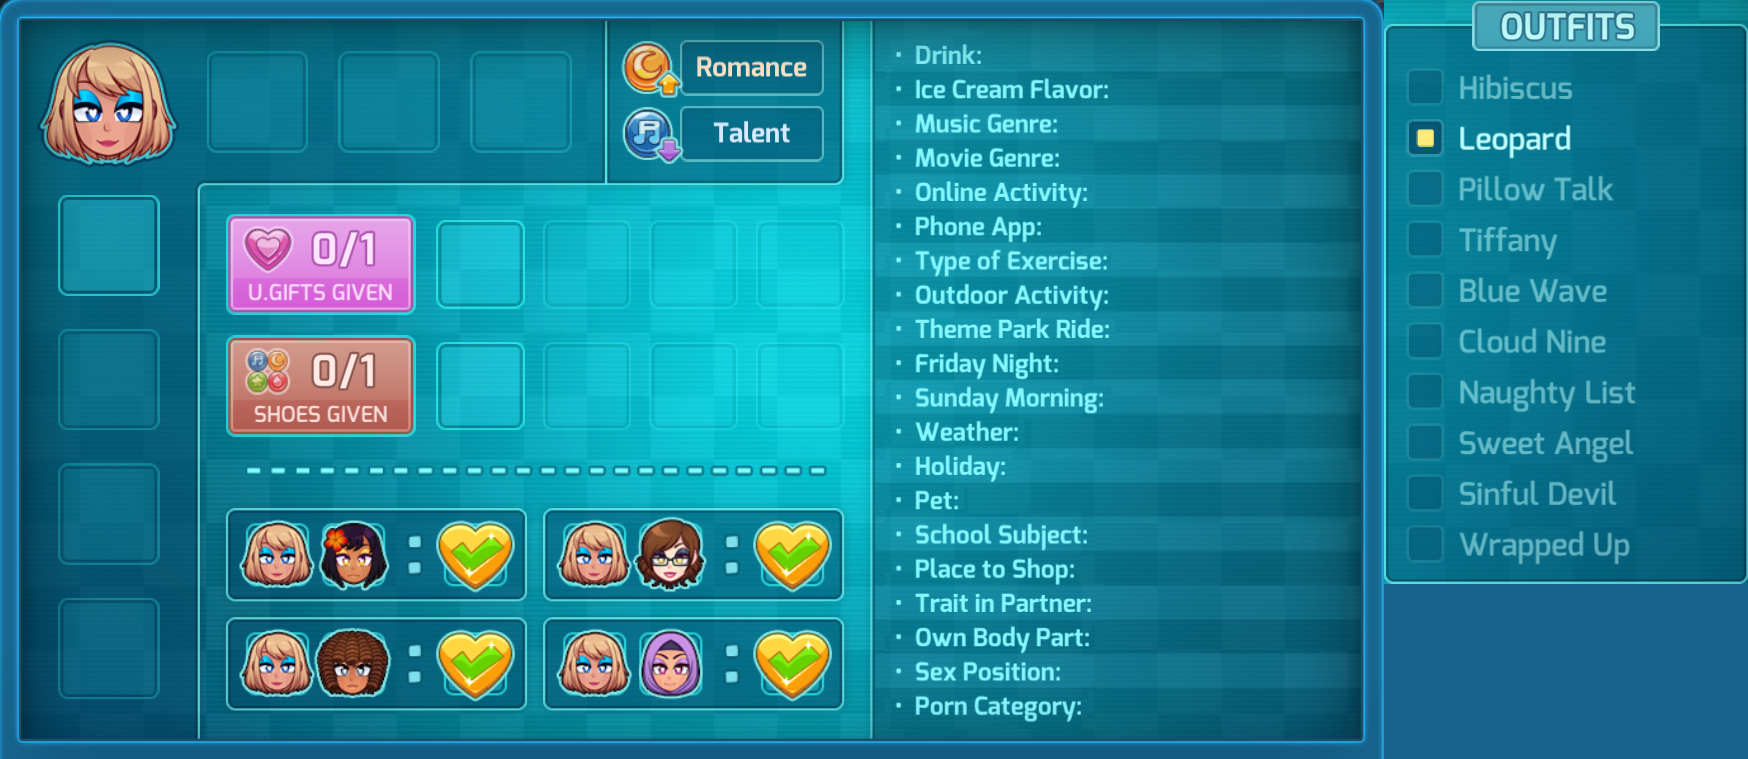 Romance
Talent
0/1
U.GIFTS GIVEN
0/1
SHOES GIVEN
:
:
:
:
· Drink:
· Ice Cream Flavor:
· Music Genre:
· Movie Genre:
· Online Activity:
· Phone App:
· Type of Exercise:
· Outdoor Activity:
· Theme Park Ride:
· Friday Night:
· Sunday Morning:
· Weather:
· Holiday:
· Pet:
· School Subject:
· Place to Shop:
· Trait in Partner:
· Own Body Part:
· Sex Position:
· Porn Category:
OUTFITS
Hibiscus
Leopard
Pillow Talk
Tiffany
Blue Wave
Cloud Nine
Naughty List
Sweet Angel
Sinful Devil
Wrapped Up